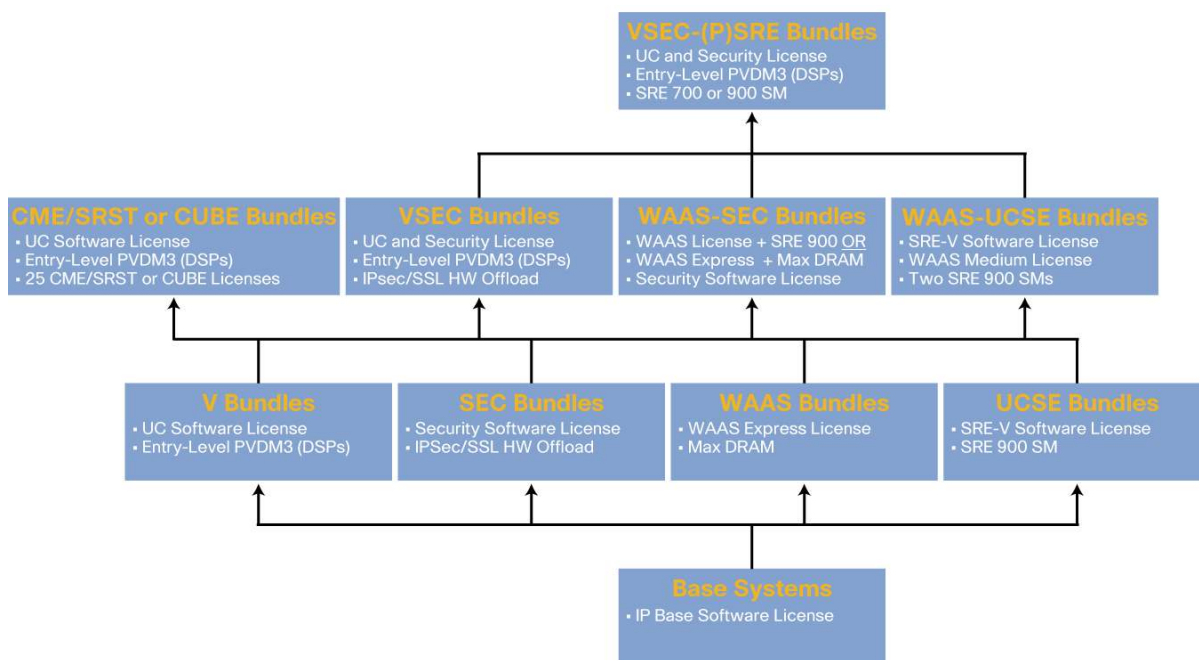 VSEC-(P)SRE Bundles
▪ UC and Security License
▪ Entry-Level PVDM3 (DSPs)
▪ SRE 700 or 900 SM
CME/SRST or CUBE Bundles
▪ UC Software License
▪ Entry-Level PVDM3 (DSPs)
▪ 25 CME/SRST or CUBE Licenses
VSEC Bundles
▪ UC and Security License
▪ Entry-Level PVDM3 (DSPs)
▪ IPsec/SSL HW Offload
WAAS-SEC Bundles
▪ WAAS License + SRE 900 OR
▪ WAAS Express + Max DRAM
▪ Security Software License
WAAS-UCSE Bundles
▪ SRE-V Software License
▪ WAAS Medium License
▪ Two SRE 900 SMs
V Bundles
▪ UC Software License
▪ Entry-Level PVDM3 (DSPs)
SEC Bundles
▪ Security Software License
▪ IPSec/SSL HW Offload
WAAS Bundles
▪ WAAS Express License
▪ Max DRAM
UCSE Bundles
▪ SRE-V Software License
▪ SRE 900 SM
Base Systems
▪ IP Base Software License